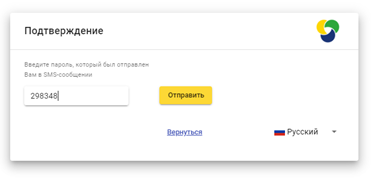 Подтверждение
Введите пароль, который был отправлен
Вам в SMS-сообщении
298348
Отправить
Вернуться
Русский